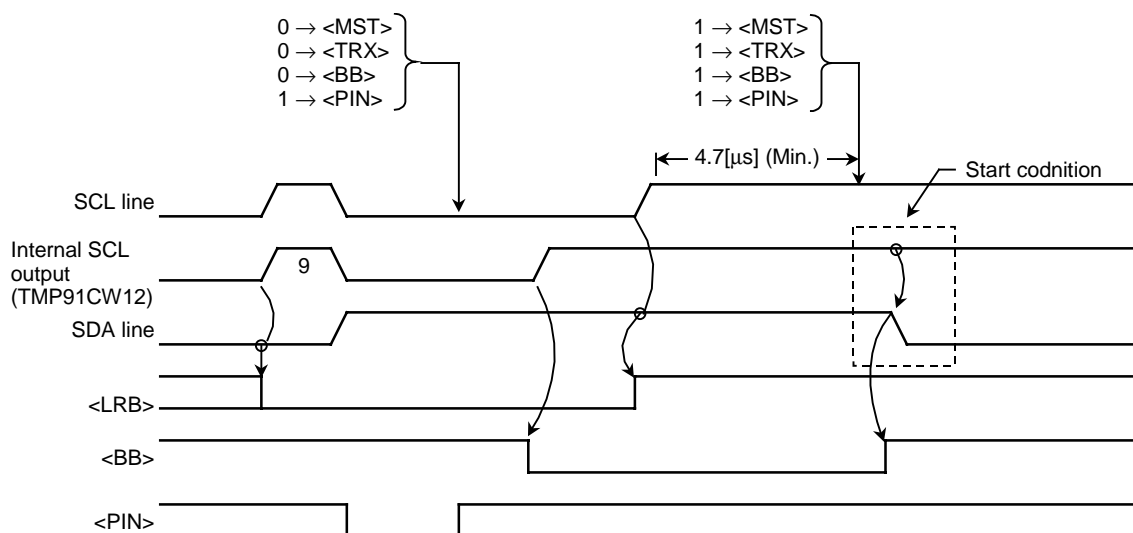 0 → <MST>
0 → <TRX>
0 → <BB>
1 → <PIN>
1 → <MST>
1 → <TRX>
1 → <BB>
1 → <PIN>
4.7[μs] (Min.)
Start codnition
SCL line
Internal SCL
output
(TMP91CW12)
9
SDA line
<LRB>
<BB>
<PIN>